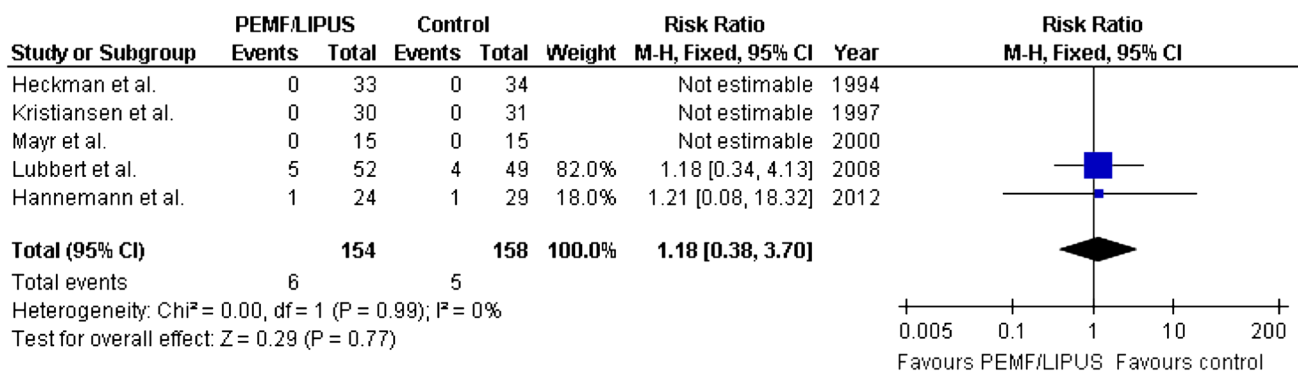 PEMF/LIPUS Control Risk Ratio Risk Ratio
Study or Subgroup Events Total Events Total Weight M-H, Fixed, 95% CI Year M-H, Fixed, 95% CI
Heckman et al. 0 33 0 34 Not estimable 1994
Kristiansen et al. 0 30 0 31 Not estimable 1997
Mayr et al. 0 15 0 15 Not estimable 2000
Lubbert et al. 5 52 4 49 82.0% 1.18 [0.34, 4.13] 2008
Hannemann et al. 1 24 1 29 18.0% 1.21 [0.08, 18.32] 2012
Total (95% CI) 154 158 100.0% 1.18 [0.38, 3.70]
Total events 6 5
Heterogeneity: Chi² = 0.00, df = 1 (P = 0.99); I² = 0%
Test for overall effect: Z = 0.29 (P = 0.77)
0.005 0.1 1 10 200
Favours PEMF/LIPUS Favours control